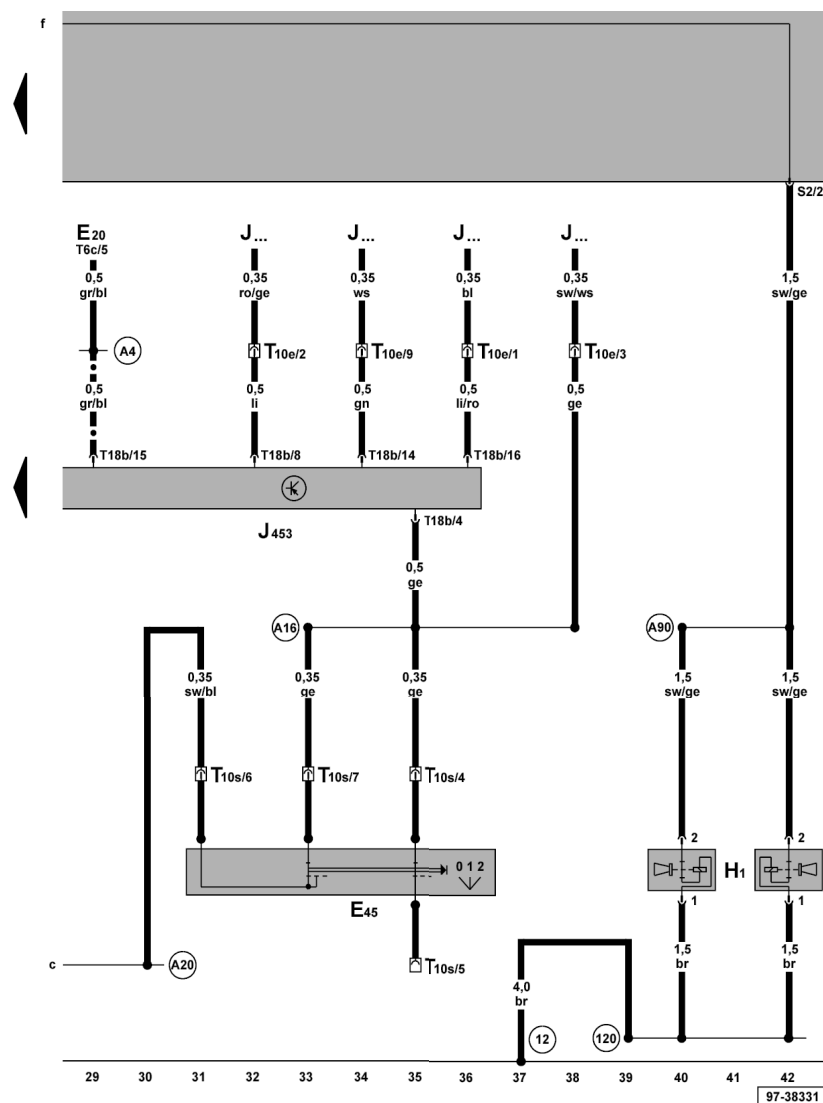 f
S2/2
E20 J... J... J... J...
T6c/5
0,5 0,35 0,35 0,35 0,35 1,5
gr/bl ro/ge ws bl sw/ws sw/ge
A4 T10e/2 T10e/9 T10e/1 T10e/3
0,5 0,5 0,5 0,5 0,5
gr/bl li gn li/ro ge
T18b/15 T18b/8 T18b/14 T18b/16
J453 T18b/4
0,5
ge
A16 A90
0,35 0,35 0,35 1,5 1,5
sw/bl ge ge sw/ge sw/ge
T10s/6 T10s/7 T10s/4
2 2
0 1 2
H1
E45 1 1
1,5 1,5
br br
c A20 T10s/5
4,0
br
12 120
29 30 31 32 33 34 35 36 37 38 39 40 41 42
97-38331